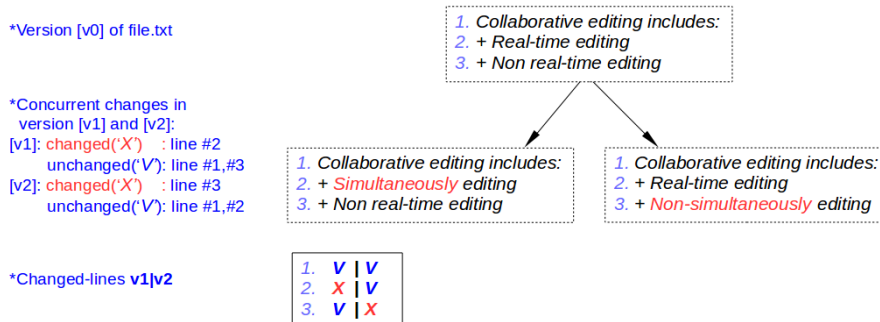 *Version [v0] of file.txt
1. Collaborative editing includes:
2. + Real-time editing
3. + Non real-time editing
*Concurrent changes in
version [v1] and [v2]:
[v1]: changed(‘X’) : line #2
unchanged(‘V’): line #1,#3
[v2]: changed(‘X’) : line #3
unchanged(‘V’): line #1,#2
1. Collaborative editing includes:
2. + Simultaneously editing
3. + Non real-time editing
1. Collaborative editing includes:
2. + Real-time editing
3. + Non-simultaneously editing
*Changed-lines v1|v2
1. V | V
2. X | V
3. V | X